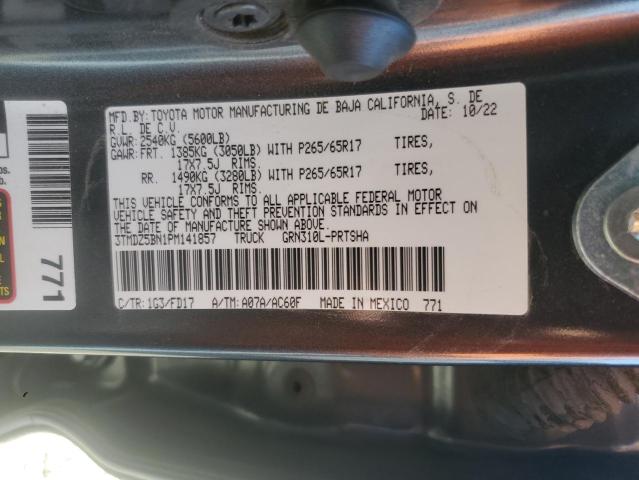 MFD.BY:TOYOTA MOTOR MANUFACTURING DE BAJA CALIFORNIA, S. DE
R.L. DE C.V. DATE: 10/22
GVWR:2540KG (5600LB)
GAWR:FRT. 1385KG (3050LB) WITH P265/65R17 TIRES,
17X7.5J RIMS.
RR. 1490KG (3280LB) WITH P265/65R17 TIRES,
17X7.5J RIMS.
THIS VEHICLE CONFORMS TO ALL APPLICABLE FEDERAL MOTOR
VEHICLE SAFETY AND THEFT PREVENTION STANDARDS IN EFFECT ON
THE DATE OF MANUFACTURE SHOWN ABOVE.
3TMDZ5BN1PM141857 TRUCK GRN310L-PRTSHA
C/TR:1G3/FD17 A/TM:A07A/AC60F MADE IN MEXICO 771
771